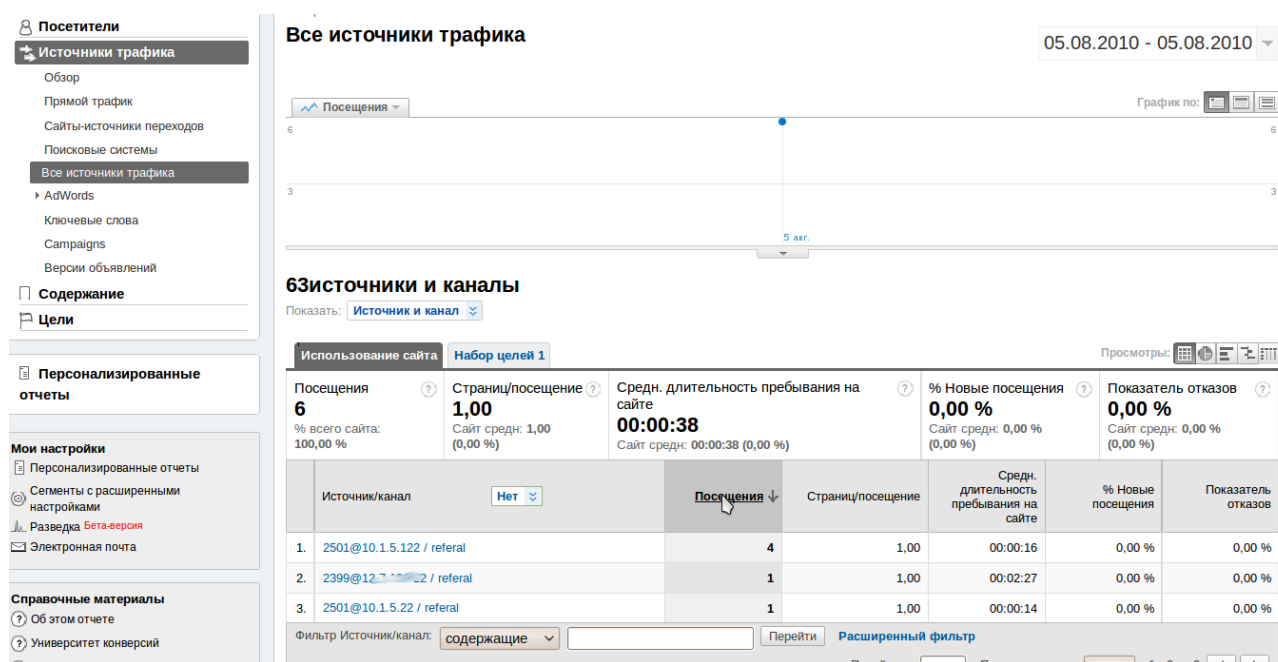 Посетители
Источники трафика
Обзор
Прямой трафик
Сайты-источники переходов
Поисковые системы
Все источники трафика
AdWords
Ключевые слова
Campaigns
Версии объявлений
Содержание
Цели
Персонализированные
отчеты
Мои настройки
Персонализированные отчеты
Сегменты с расширенными
настройками
Разведка Бета-версия
Электронная почта
Справочные материалы
Об этом отчете
Университет конверсий
Все источники трафика
05.08.2010 - 05.08.2010
Посещения
График по:
6 6
3 3
5 авг.
63источники и каналы
Показать: Источник и канал
Использование сайта Набор целей 1 Просмотры:
Посещения
6
% всего сайта:
100,00 %
Страниц/посещение
1,00
Сайт средн: 1,00
(0,00 %)
Средн. длительность пребывания на
сайте
00:00:38
Сайт средн: 00:00:38 (0,00 %)
% Новые посещения
0,00 %
Сайт средн: 0,00 %
(0,00 %)
Показатель отказов
0,00 %
Сайт средн: 0,00 %
(0,00 %)
Источник/канал Нет Посещения Страниц/посещение
Средн.
длительность
пребывания на
сайте
% Новые
посещения
Показатель
отказов
1. 2501@10.1.5.122 / referal 4 1,00 00:00:16 0,00 % 0,00 %
2. / referal 1 1,00 00:02:27 0,00 % 0,00 %
3. 2501@10.1.5.22 / referal 1 1,00 00:00:14 0,00 % 0,00 %
Фильтр Источник/канал: содержащие Перейти Расширенный фильтр